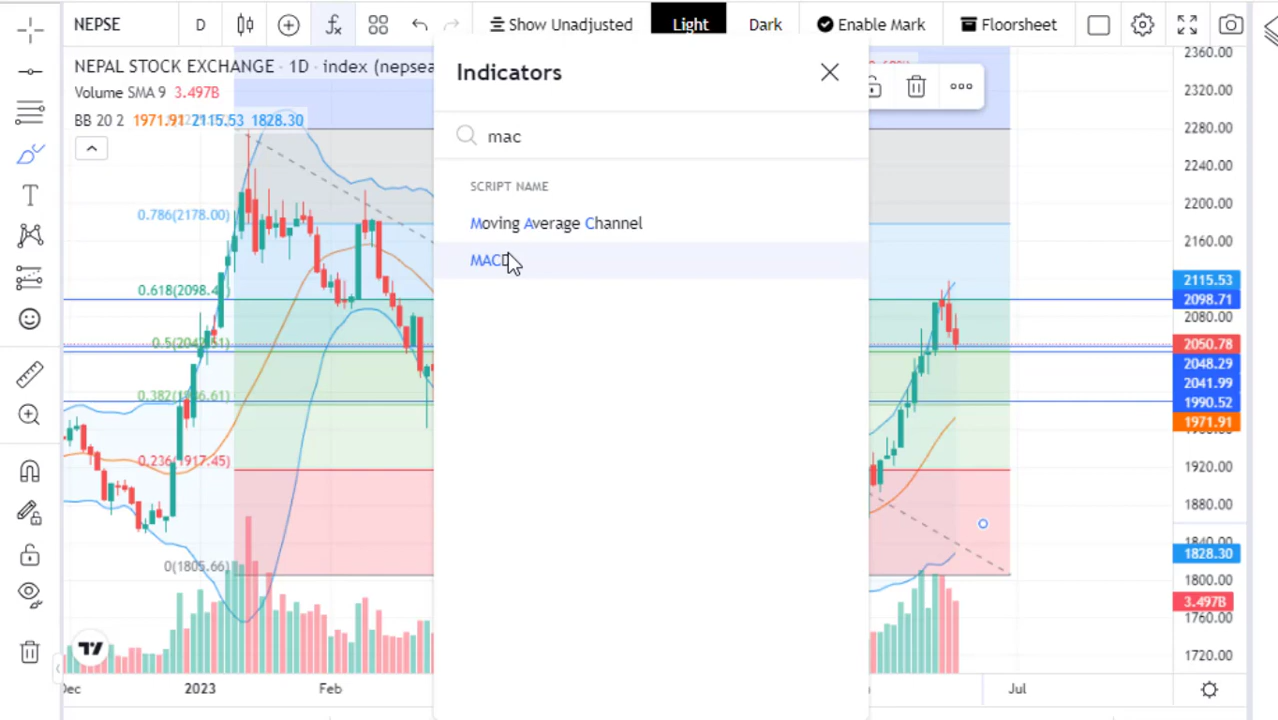 NEPSE
D
Show Unadjusted
Light
Dark
Enable Mark
Floorsheet
NEPAL STOCK EXCHANGE · 1D · index (nepsea
Volume SMA 9 3.497B
BB 20 2 1971.91 2115.53 1828.30
Indicators
mac
SCRIPT NAME
Moving Average Channel
MACD
0.786(2178.00)
0.618(2098.4
0.5(2042.51)
0.236(1917.45)
0(1805.66)
2360.00
2320.00
2280.00
2240.00
2200.00
2160.00
2115.53
2098.71
2080.00
2050.78
2048.29
2041.99
1990.52
1971.91
1920.00
1880.00
1840.00
1828.30
1800.00
3.497B
1760.00
1720.00
Dec
2023
Feb
Jul